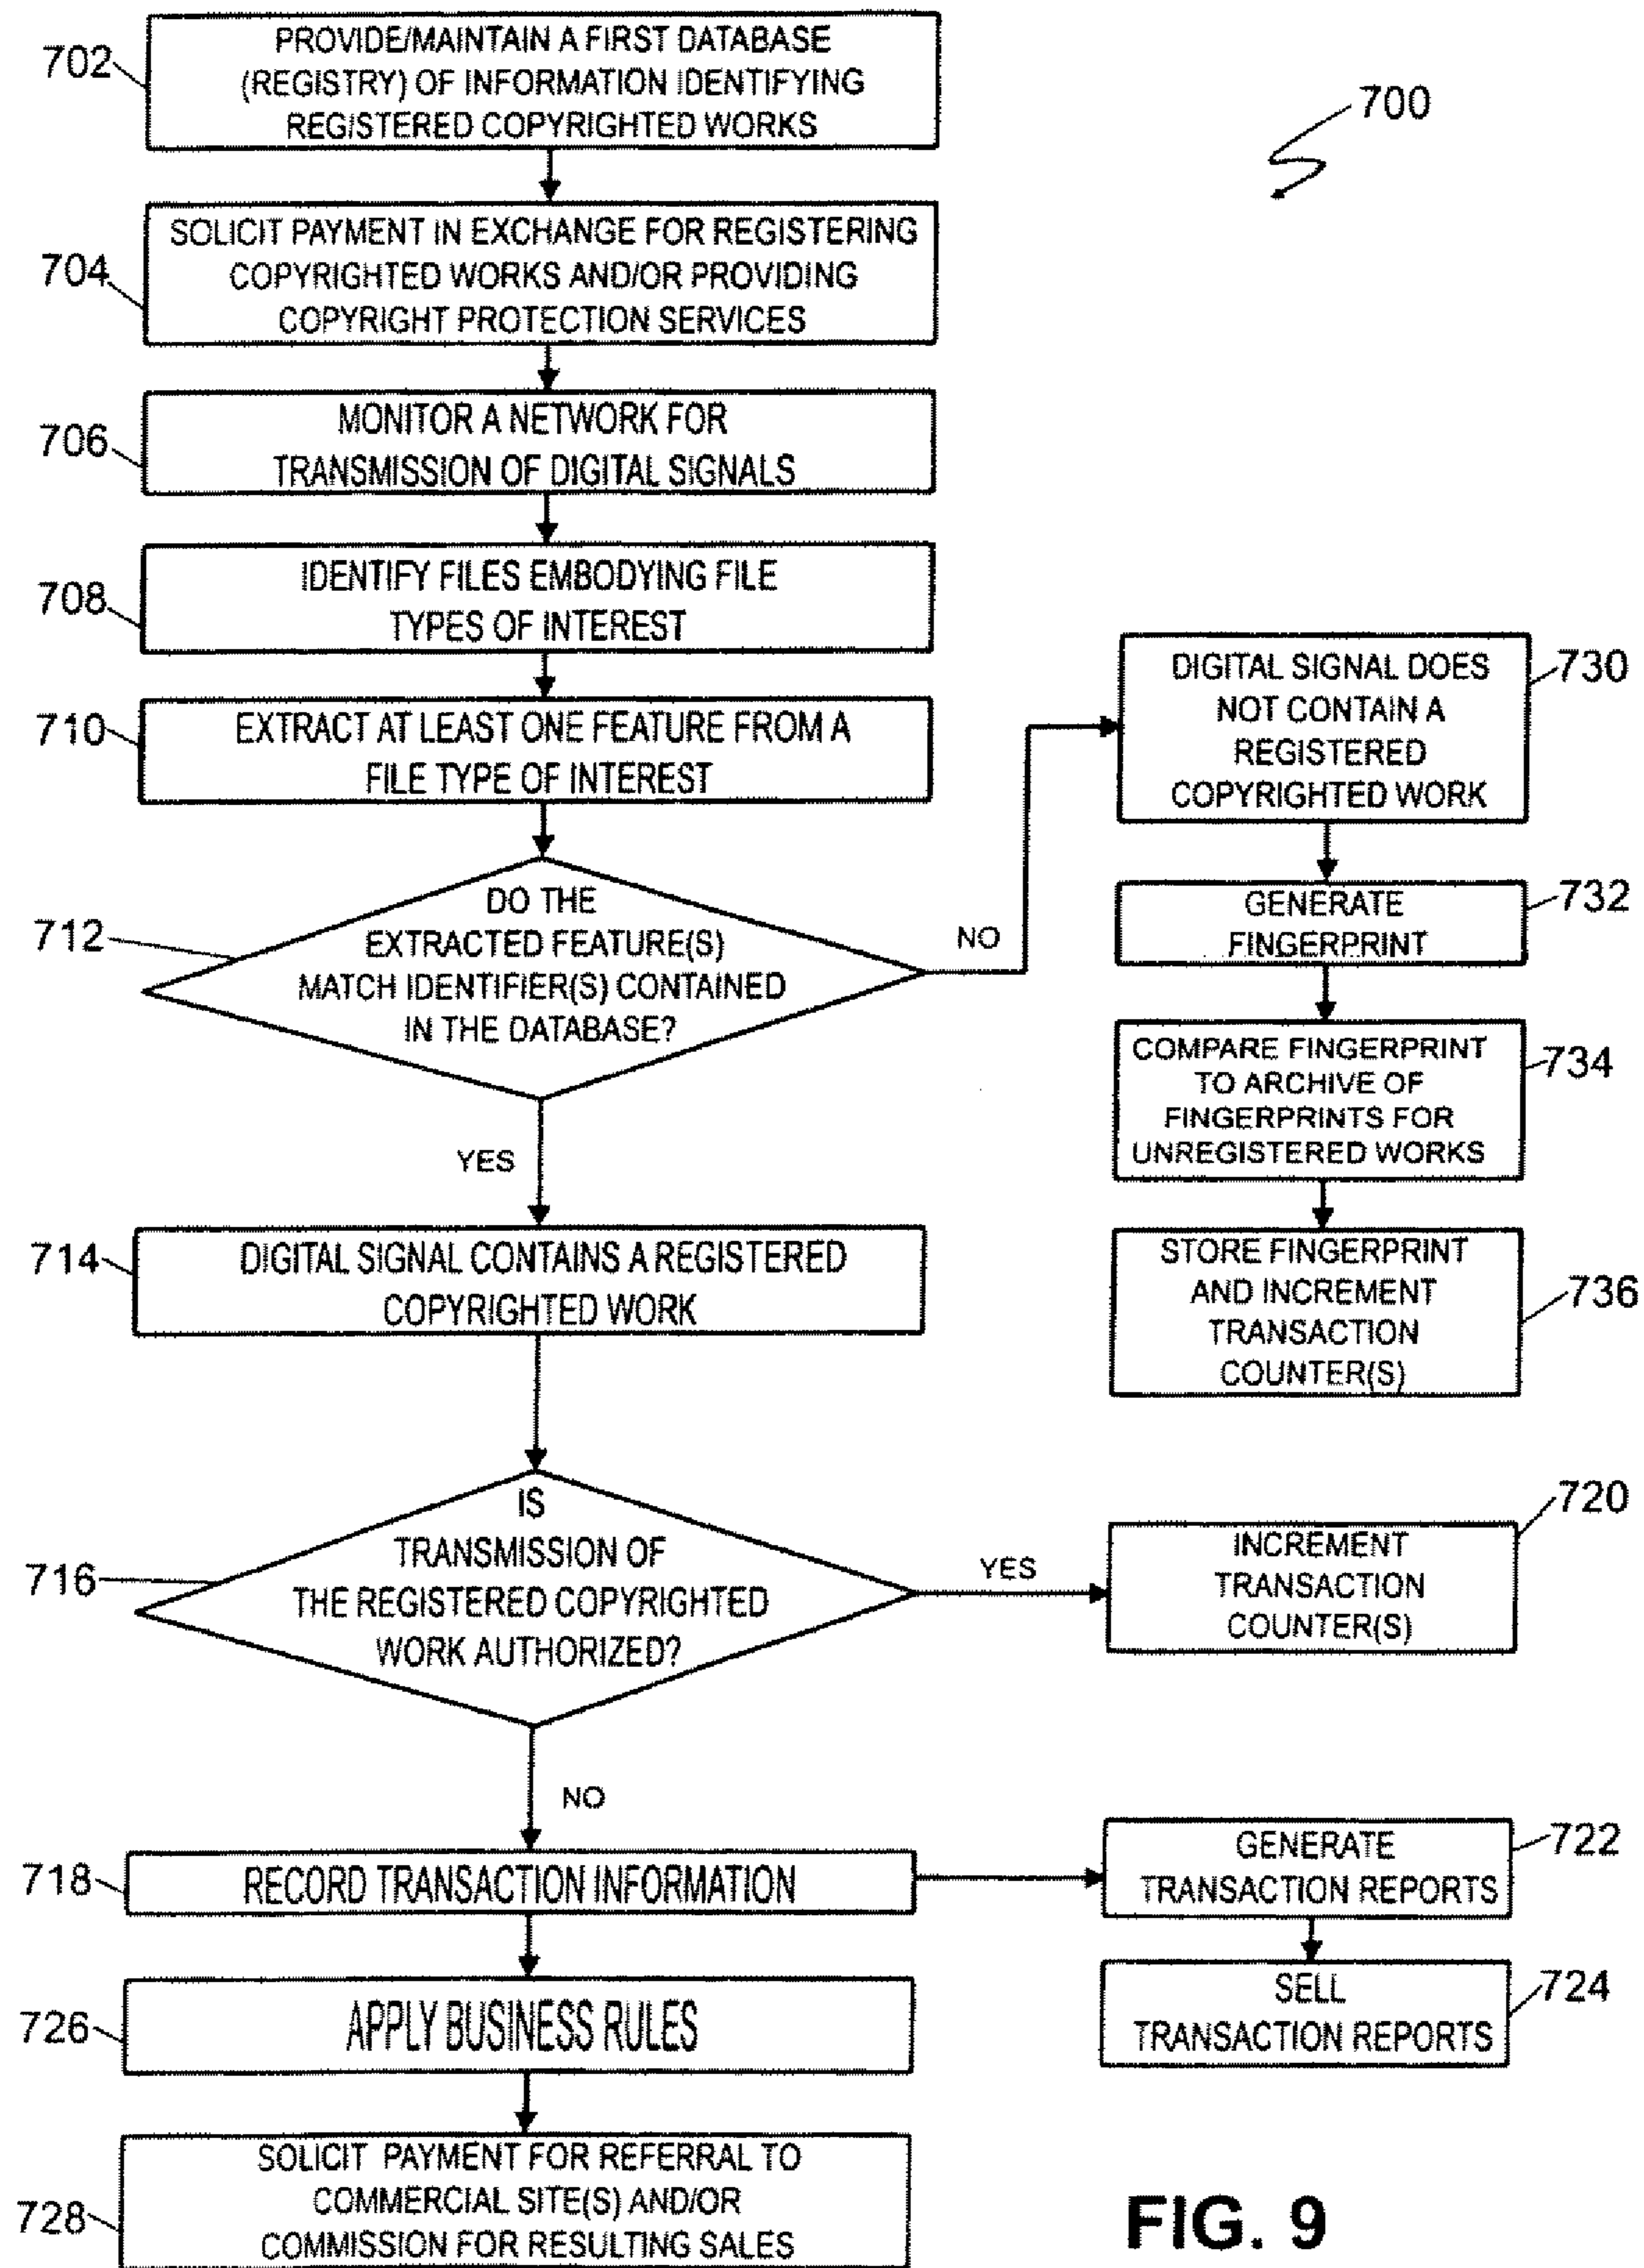 702
PROVIDE/MAINTAIN A FIRST DATABASE
(REGISTRY) OF INFORMATION IDENTIFYING
REGISTERED COPYRIGHTED WORKS
700
704
SOLICIT PAYMENT IN EXCHANGE FOR REGISTERING
COPYRIGHTED WORKS AND/OR PROVIDING
COPYRIGHT PROTECTION SERVICES
706
MONITOR A NETWORK FOR
TRANSMISSION OF DIGITAL SIGNALS
708
IDENTIFY FILES EMBODYING FILE
TYPES OF INTEREST
710
EXTRACT AT LEAST ONE FEATURE FROM A
FILE TYPE OF INTEREST
712
DO THE
EXTRACTED FEATURE(S)
MATCH IDENTIFIER(S) CONTAINED
IN THE DATABASE?
NO
730
DIGITAL SIGNAL DOES
NOT CONTAIN A
REGISTERED
COPYRIGHTED WORK
732
GENERATE
FINGERPRINT
734
COMPARE FINGERPRINT
TO ARCHIVE OF
FINGERPRINTS FOR
UNREGISTERED WORKS
736
STORE FINGERPRINT
AND INCREMENT
TRANSACTION
COUNTER(S)
YES
714
DIGITAL SIGNAL CONTAINS A REGISTERED
COPYRIGHTED WORK
716
IS
TRANSMISSION OF
THE REGISTERED COPYRIGHTED
WORK AUTHORIZED?
YES
720
INCREMENT
TRANSACTION
COUNTER(S)
NO
718
RECORD TRANSACTION INFORMATION
722
GENERATE
TRANSACTION REPORTS
724
SELL
TRANSACTION REPORTS
726
APPLY BUSINESS RULES
728
SOLICIT PAYMENT FOR REFERRAL TO
COMMERCIAL SITE(S) AND/OR
COMMISSION FOR RESULTING SALES
FIG. 9